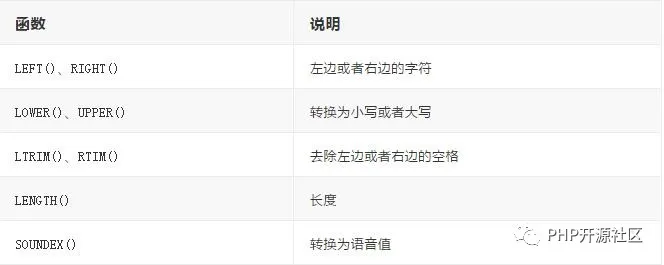 函数 说明
LEFT()、RIGHT() 左边或者右边的字符
LOWER()、UPPER() 转换为小写或者大写
LTRIM()、RTIM() 去除左边或者右边的空格
LENGTH() 长度
SOUNDEX() 转换为语音值
PHP开源社区